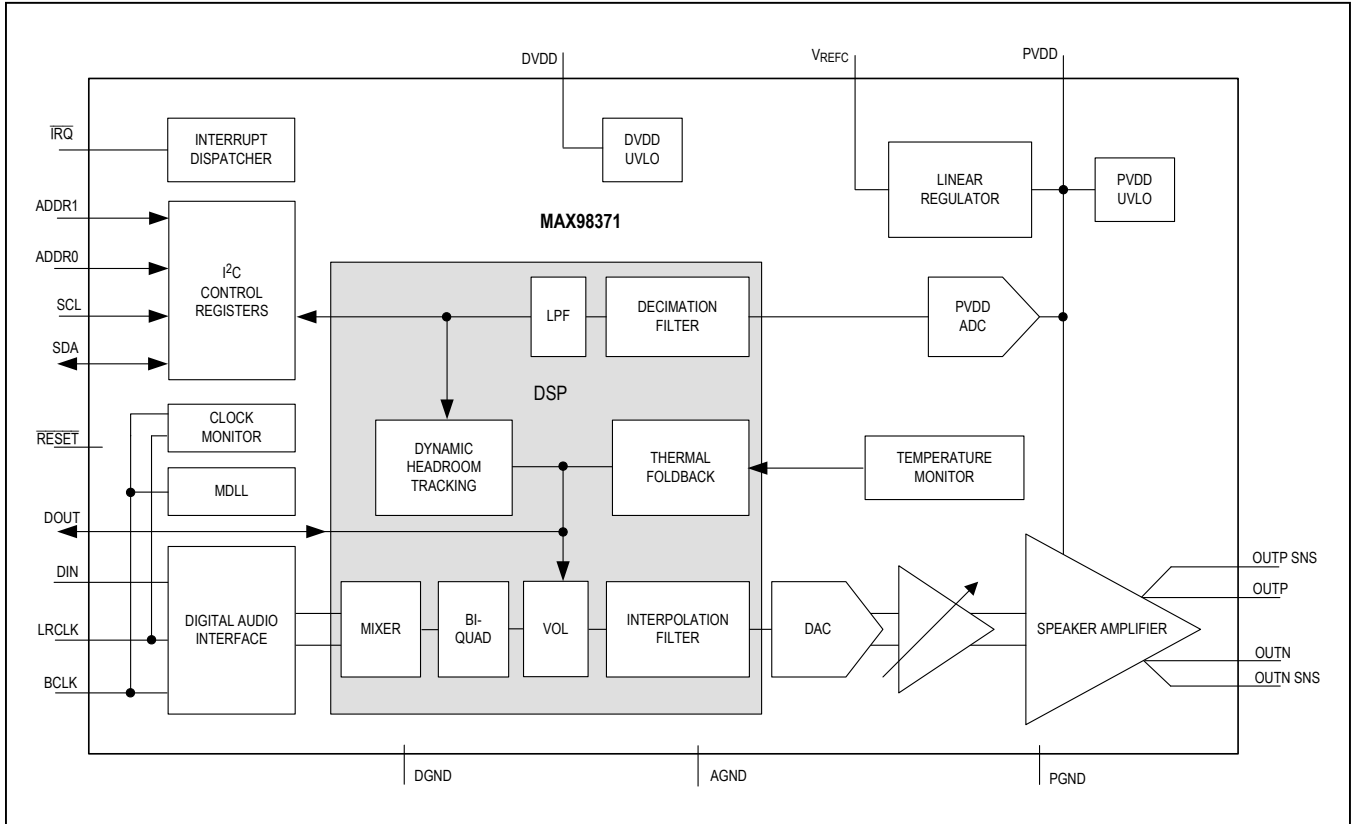 DVDD
VREFC
PVDD
IRQ
INTERRUPT
DISPATCHER
DVDD
UVLO
LINEAR
REGULATOR
PVDD
UVLO
MAX98371
ADDR1
ADDR0
SCL
SDA
I2C
CONTROL
REGISTERS
LPF
DECIMATION
FILTER
PVDD
ADC
DSP
CLOCK
MONITOR
RESET
MDLL
DYNAMIC
HEADROOM
TRACKING
THERMAL
FOLDBACK
TEMPERATURE
MONITOR
DOUT
DIN
LRCLK
BCLK
DIGITAL AUDIO
INTERFACE
MIXER
BI-
QUAD
VOL
INTERPOLATION
FILTER
DAC
SPEAKER AMPLIFIER
OUTP SNS
OUTP
OUTN
OUTN SNS
DGND
AGND
PGND